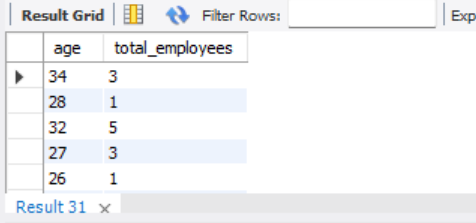 Result Grid Filter Rows: Exp
age total_employees
34 3
28 1
32 5
27 3
26 1
Result 31 ×